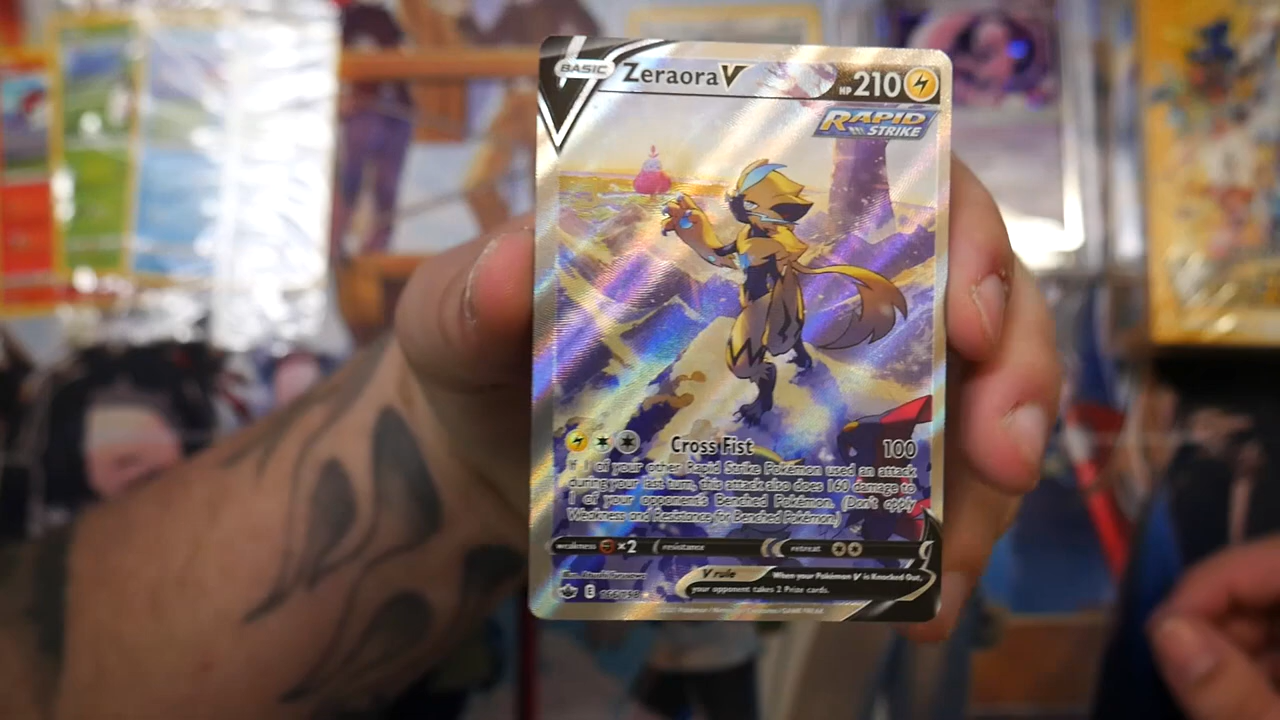 BASIC
Zeraora V
HP 210
RAPID
STRIKE
Cross Fist 100
If 1 of your other Rapid Strike Pokémon used an attack
during your last turn, this attack also does 160 damage to
1 of your opponent's Benched Pokémon. (Don't apply
Weakness and Resistance for Benched Pokémon.)
weakness ×2 resistance retreat
V rule When your Pokémon V is Knocked Out,
your opponent takes 2 Prize cards.
E